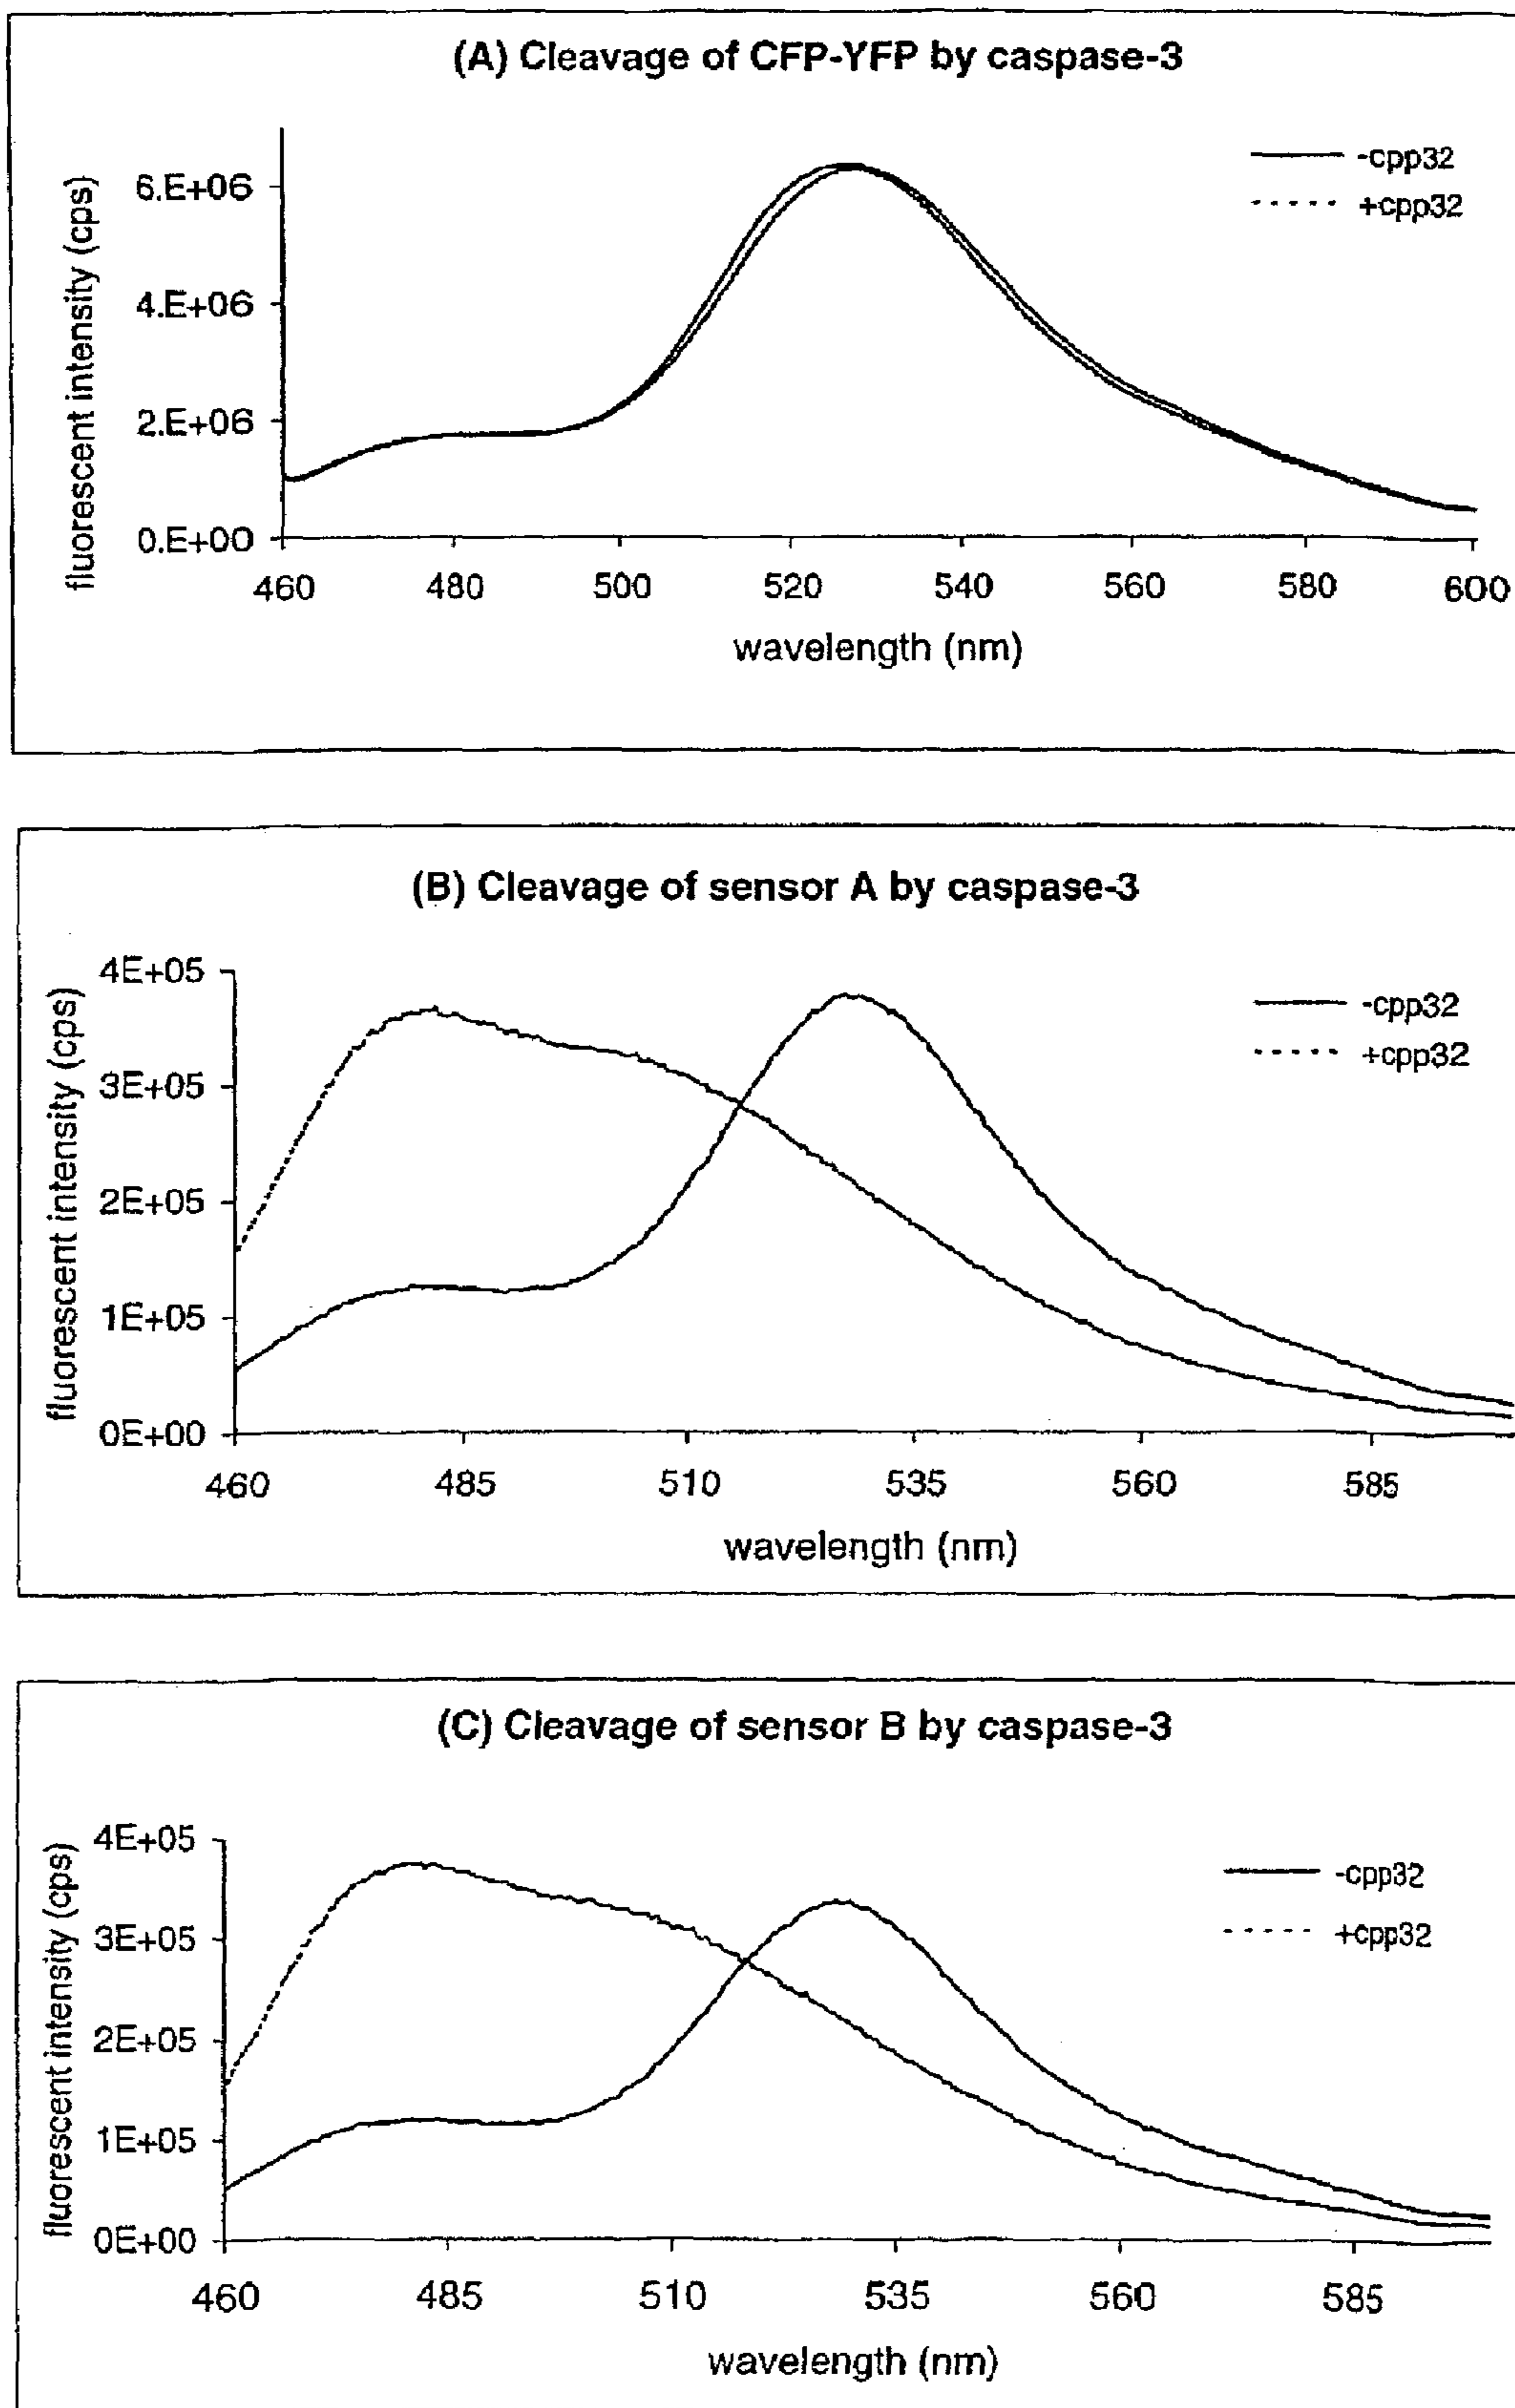 (A) Cleavage of CFP-YFP by caspase-3
fluorescent intensity (cps)
6.E+06
4.E+06
2.E+06
0.E+00
-cpp32
+cpp32
460 480 500 520 540 560 580 600
wavelength (nm)
(B) Cleavage of sensor A by caspase-3
fluorescent intensity (cps)
4E+05
3E+05
2E+05
1E+05
0E+00
-cpp32
+cpp32
460 485 510 535 560 585
wavelength (nm)
(C) Cleavage of sensor B by caspase-3
fluorescent intensity (cps)
4E+05
3E+05
2E+05
1E+05
0E+00
-cpp32
+cpp32
460 485 510 535 560 585
wavelength (nm)